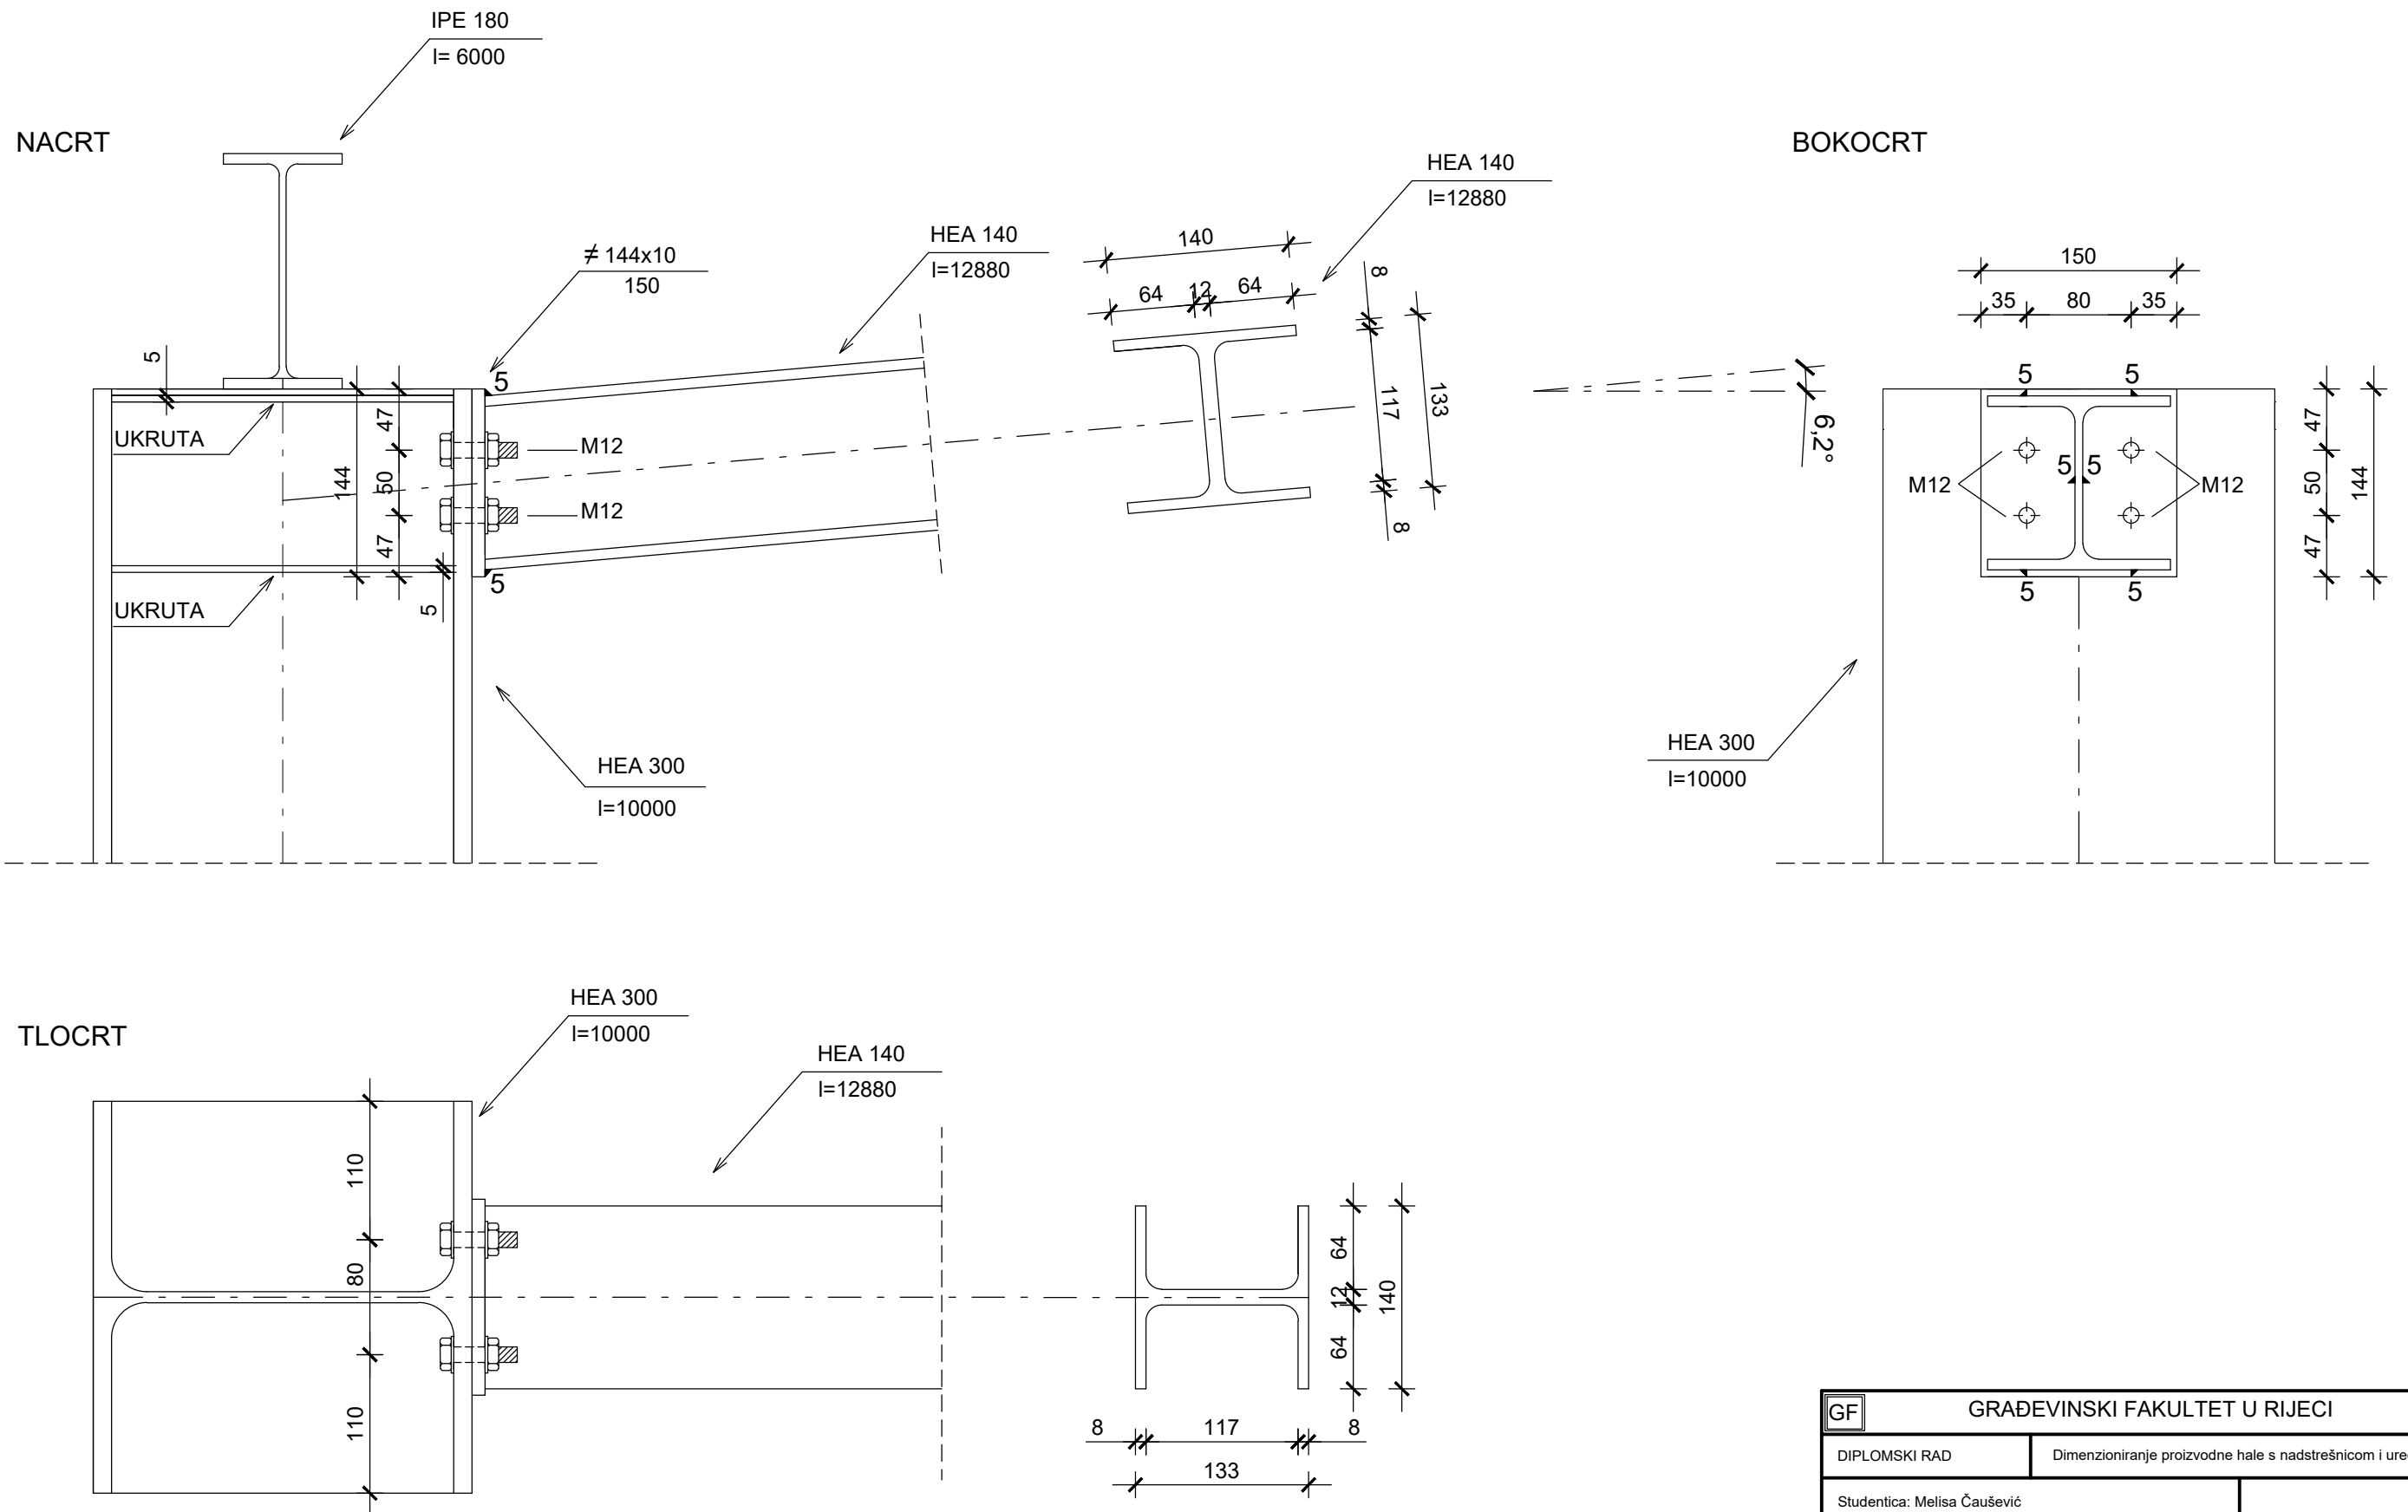 IPE 180
l= 6000
NACRT
BOKOCRT
HEA 140
l=12880
HEA 140
l=12880
≠ 144x10
150
140
64
12
64
8
117
133
8
150
35
80
35
5
5
5
47
144
50
47
5
UKRUTA
UKRUTA
M12
M12
5
6,2°
5
5
M12
5
5
M12
5
5
47
50
47
144
HEA 300
l=10000
HEA 300
l=10000
TLOCRT
HEA 300
l=10000
HEA 140
l=12880
110
80
110
64
12
64
140
8
117
8
133
GF
GRAĐEVINSKI FAKULTET U RIJECI
DIPLOMSKI RAD
Dimenzioniranje proizvodne hale s nadstrešnicom i
Studentica: Melisa Čaušević